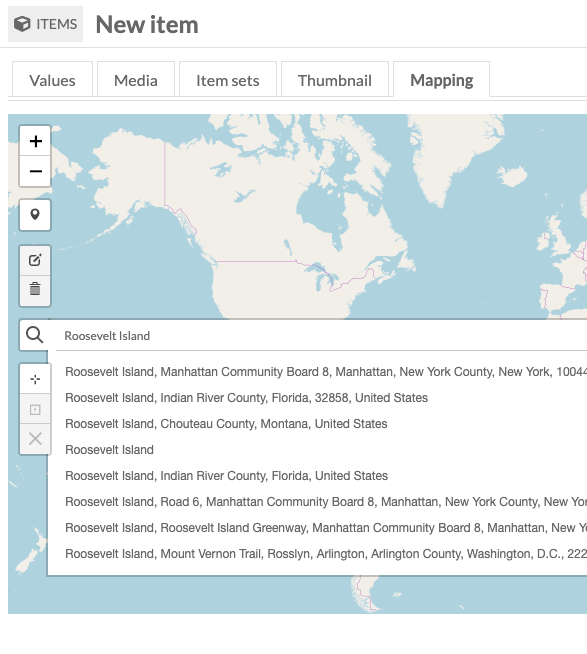 ITEMS New item
Values Media Item sets Thumbnail Mapping
+
−
Roosevelt Island
Roosevelt Island, Manhattan Community Board 8, Manhattan, New York County, New York, 10044
Roosevelt Island, Indian River County, Florida, 32858, United States
Roosevelt Island, Chouteau County, Montana, United States
Roosevelt Island
Roosevelt Island, Indian River County, Florida, United States
Roosevelt Island, Road 6, Manhattan Community Board 8, Manhattan, New York County, New Yor
Roosevelt Island, Roosevelt Island Greenway, Manhattan Community Board 8, Manhattan, New Yo
Roosevelt Island, Mount Vernon Trail, Rosslyn, Arlington, Arlington County, Washington, D.C., 222